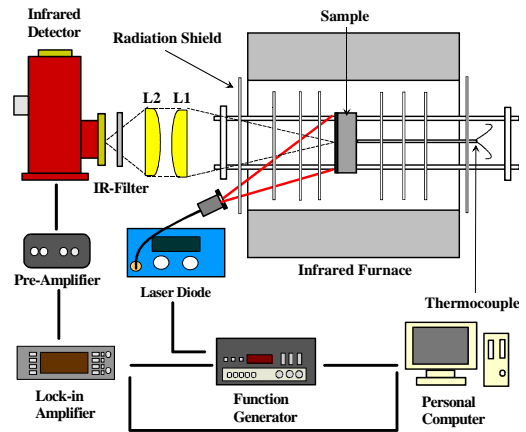 Infrared
Detector
Radiation Shield
Sample
L2
L1
IR-Filter
Pre-Amplifier
Laser Diode
Infrared Furnace
Thermocouple
Lock-in
Amplifier
Function
Generator
Personal
Computer